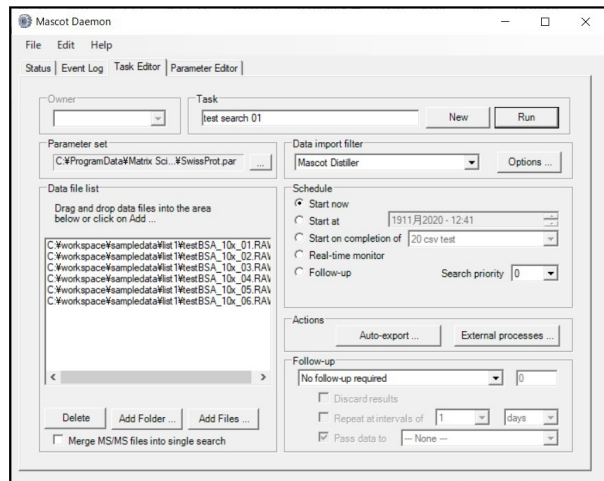 Mascot Daemon
File Edit Help
Status Event Log Task Editor Parameter Editor
Owner
Task
test search 01
New
Run
Parameter set
C:¥ProgramData¥Matrix Sci...¥SwissProt.par
...
Data import filter
Mascot Distiller
Options ...
Data file list
Drag and drop data files into the area
below or click on Add ...
C:¥workspace¥sampledata¥list1¥testBSA_10x_01.RAW
C:¥workspace¥sampledata¥list1¥testBSA_10x_02.RAW
C:¥workspace¥sampledata¥list1¥testBSA_10x_03.RAW
C:¥workspace¥sampledata¥list1¥testBSA_10x_04.RAW
C:¥workspace¥sampledata¥list1¥testBSA_10x_05.RAW
C:¥workspace¥sampledata¥list1¥testBSA_10x_06.RAW
Delete
Add Folder ...
Add Files ...
Merge MS/MS files into single search
Schedule
Start now
Start at 1911月2020 - 12:41
Start on completion of 20 csv test
Real-time monitor
Follow-up
Search priority 0
Actions
Auto-export ...
External processes ...
Follow-up
No follow-up required 0
Discard results
Repeat at intervals of 1 days
Pass data to --- None ---